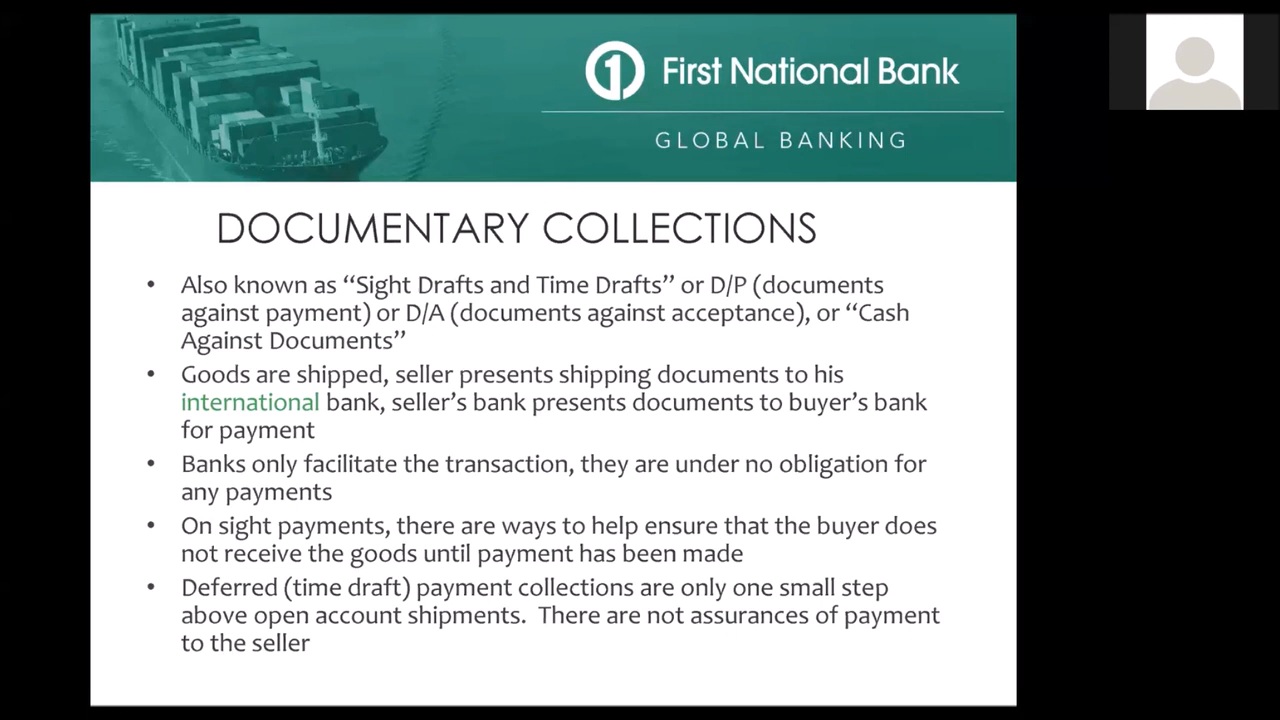 First National Bank
GLOBAL BANKING
DOCUMENTARY COLLECTIONS
• Also known as “Sight Drafts and Time Drafts” or D/P (documents
against payment) or D/A (documents against acceptance), or “Cash
Against Documents”
• Goods are shipped, seller presents shipping documents to his
international bank, seller’s bank presents documents to buyer’s bank
for payment
• Banks only facilitate the transaction, they are under no obligation for
any payments
• On sight payments, there are ways to help ensure that the buyer does
not receive the goods until payment has been made
• Deferred (time draft) payment collections are only one small step
above open account shipments.  There are not assurances of payment
to the seller